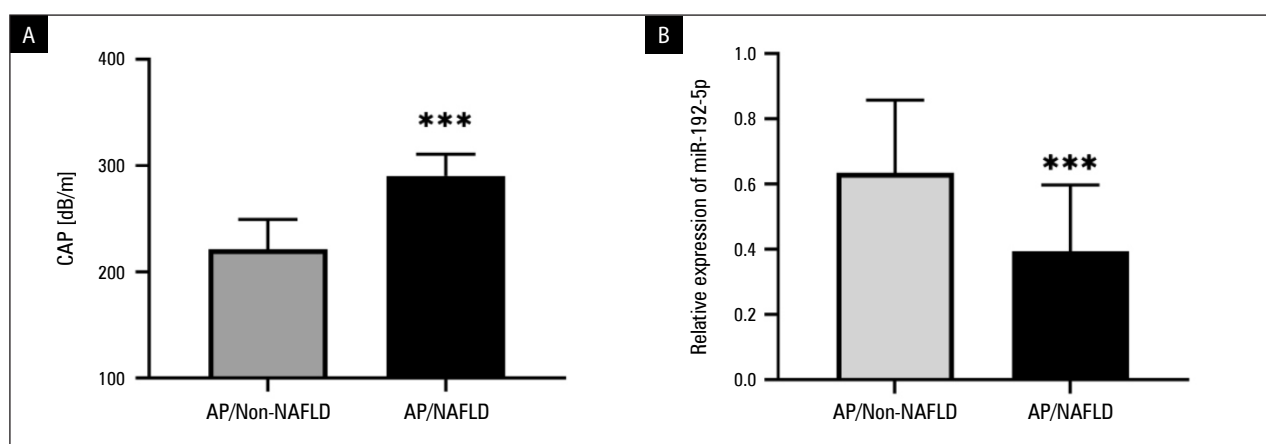 A
CAP [dB/m]
400
300
200
100
***
AP/Non-NAFLD
AP/NAFLD
B
Relative expression of miR-192-5p
1.0
0.8
0.6
0.4
0.2
0.0
***
AP/Non-NAFLD
AP/NAFLD